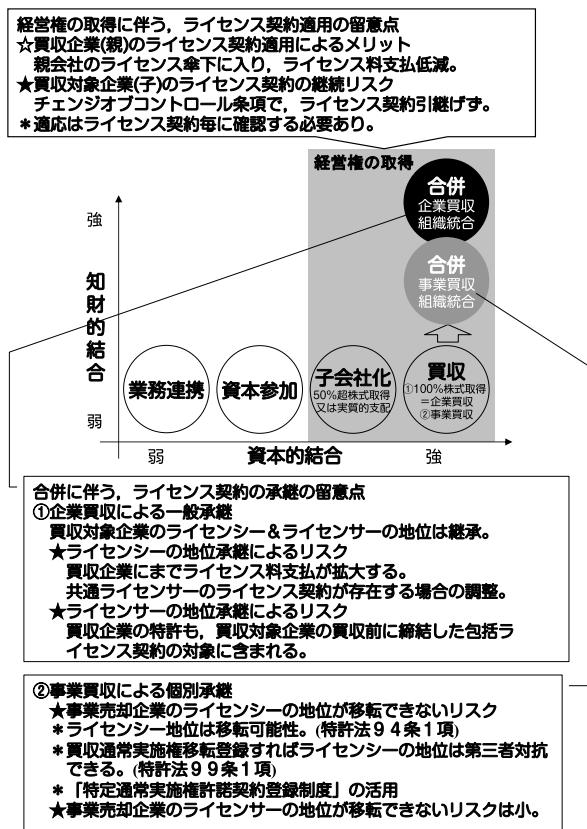 経営権の取得に伴う，ライセンス契約適用の留意点
☆買収企業(親)のライセンス契約適用によるメリット
親会社のライセンス傘下に入り，ライセンス料支払低減。
★買収対象企業(子)のライセンス契約の継続リスク
チェンジオブコントロール条項で，ライセンス契約引継げず。
＊適応はライセンス契約毎に確認する必要あり。
経営権の取得
合併
企業買収
組織統合
合併
事業買収
組織統合
強
知財的結合
弱
業務連携
資本参加
子会社化
50%超株式取得
又は実質的支配
買収
①100%株式取得
＝企業買収
②事業買収
弱
資本的結合
強
合併に伴う，ライセンス契約の承継の留意点
①企業買収による一般承継
買収対象企業のライセンシー＆ライセンサーの地位は継承。
★ライセンシーの地位承継によるリスク
買収企業にまでライセンス料支払が拡大する。
共通ライセンサーのライセンス契約が存在する場合の調整。
★ライセンサーの地位承継によるリスク
買収企業の特許も，買収対象企業の買収前に締結した包括ラ
イセンス契約の対象に含まれる。
②事業買収による個別承継
★事業売却企業のライセンシーの地位が移転できないリスク
＊ライセンシー地位は移転可能性。(特許法９４条１項)
＊買収通常実施権移転登録すればライセンシーの地位は第三者対抗
できる。(特許法９９条１項)
＊「特定通常実施権許諾契約登録制度」の活用
★事業売却企業のライセンサーの地位が移転できないリスクは小。